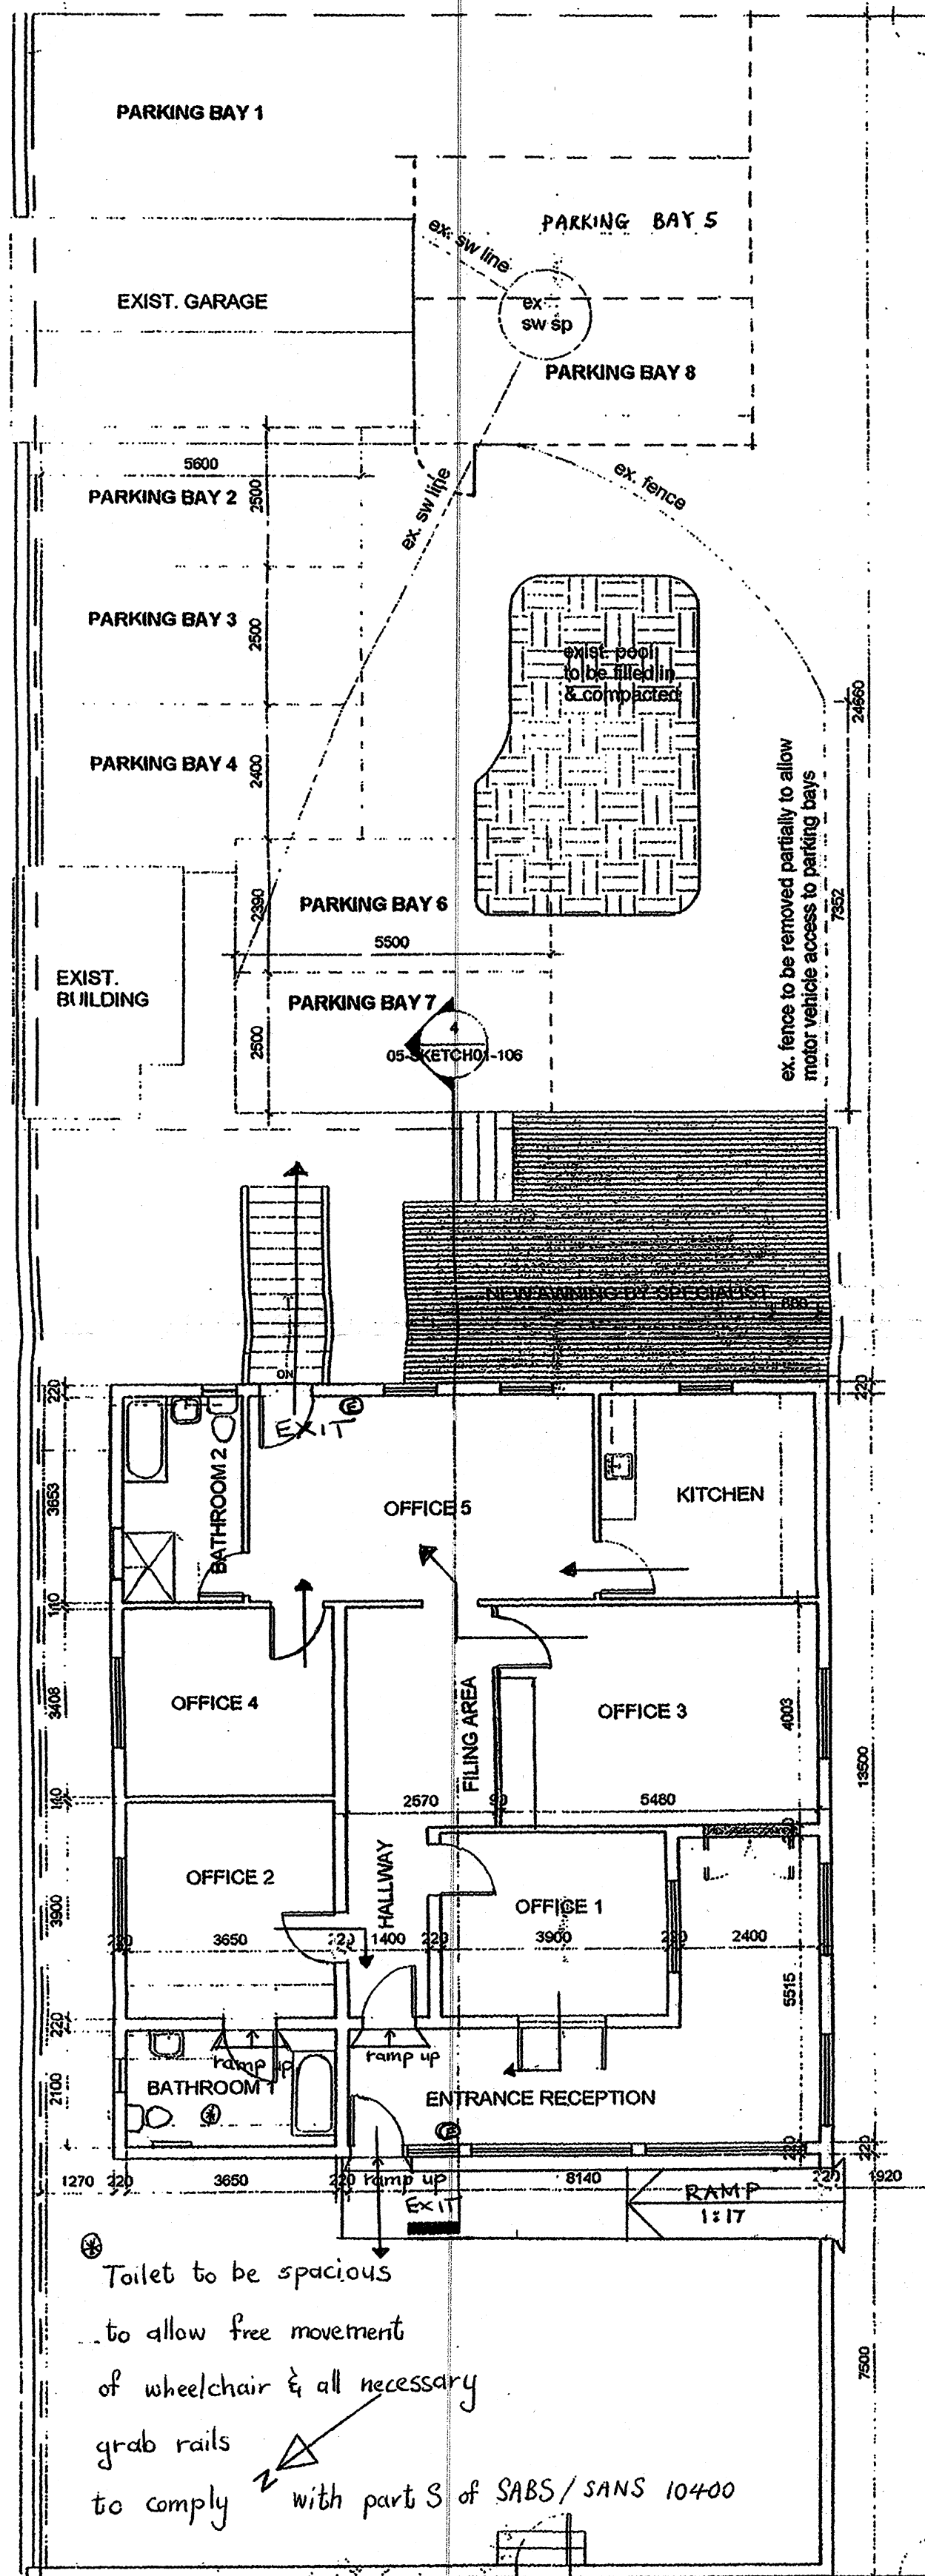 PARKING BAY 1
PARKING BAY 5
ex. sw line
EXIST. GARAGE
ex
sw sp
PARKING BAY 8
5600
PARKING BAY 2
2500
ex. sw line
ex. fence
PARKING BAY 3
2500
exist. pool
to be filled in
& compacted
24660
PARKING BAY 4
2400
ex. fence to be removed partially to allow
motor vehicle access to parking bays
7352
2390
PARKING BAY 6
5500
EXIST.
BUILDING
PARKING BAY 7
2500
4
05-SKETCH01-106
NEW AWNING BY SPECIALIST
220
220
EXIT
E
BATHROOM 2
3653
OFFICE 5
KITCHEN
110
OFFICE 4
3408
FILING AREA
OFFICE 3
4003
13500
2570
90
5480
OFFICE 2
HALLWAY
OFFICE 1
3900
220
3650
220
1400
220
3900
220
2400
5515
220
ramp up
ramp up
BATHROOM 1
2100
ENTRANCE RECEPTION
E
220
220
1270
220
3650
220
ramp up
8140
220
1920
EXIT
RAMP
1:17
Toilet to be spacious
to allow free movement
of wheelchair & all necessary
grab rails
N
to comply with part S of SABS/SANS 10400
7500